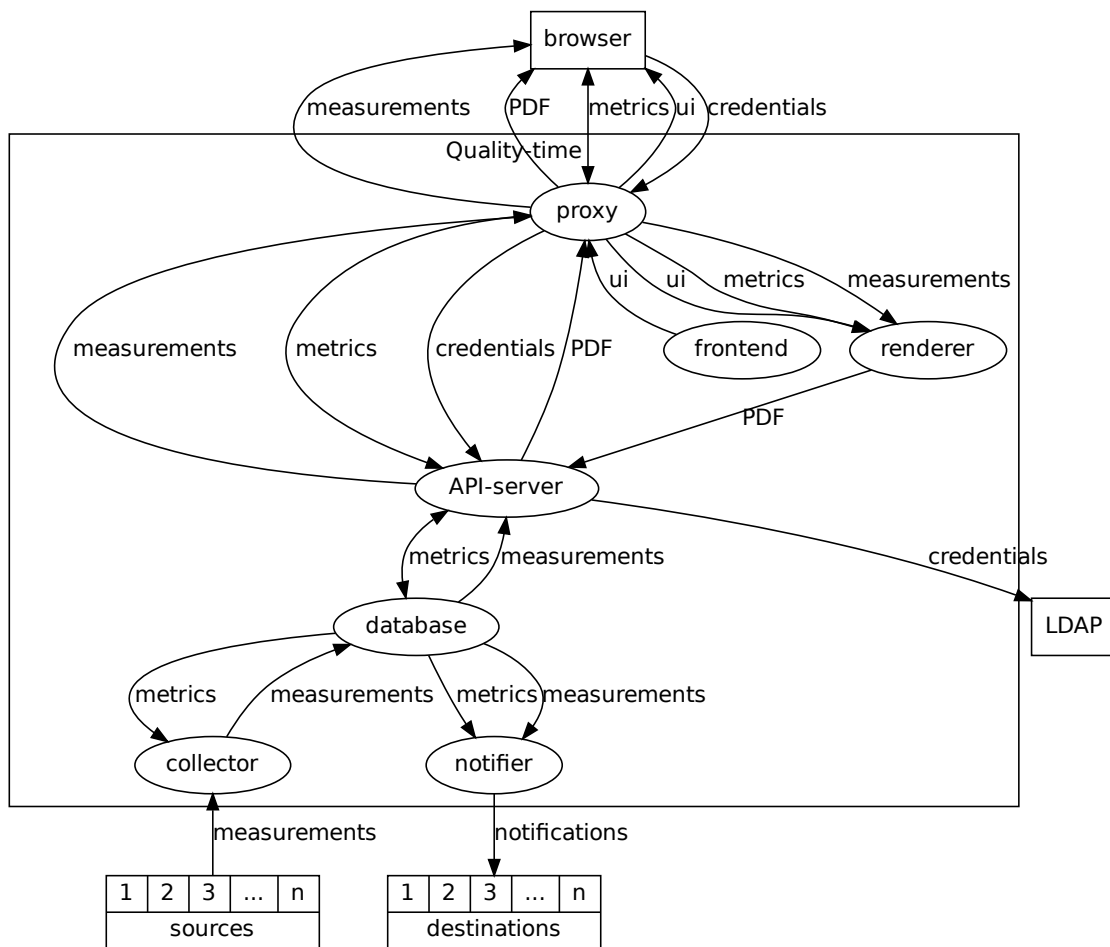 browser
measurements
PDF
metrics
ui
credentials
Quality-time
proxy
ui
ui
metrics
measurements
measurements
metrics
credentials
PDF
frontend
renderer
PDF
API-server
metrics
measurements
credentials
database
LDAP
metrics
measurements
metrics
measurements
collector
notifier
measurements
notifications
1 2 3 ... n
sources
1 2 3 ... n
destinations